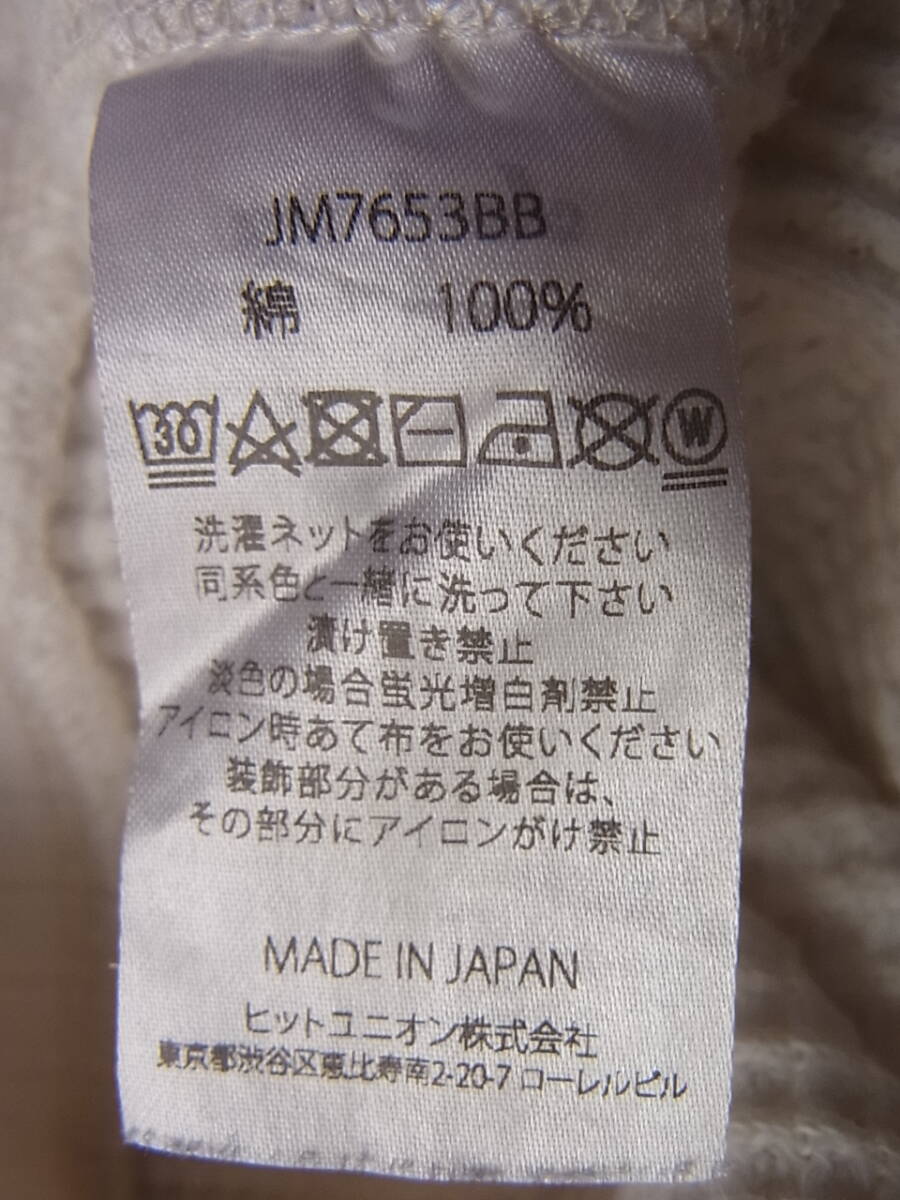 JM7653BB
綿 100%
30 W
洗濯ネットをお使いください
同系色と一緒に洗って下さい
漬け置き禁止
淡色の場合蛍光増白剤禁止
アイロン時あて布をお使いください
装飾部分がある場合は、
その部分にアイロンがけ禁止
MADE IN JAPAN
ヒットユニオン株式会社
東京都渋谷区恵比寿南2-20-7 ローレルビル